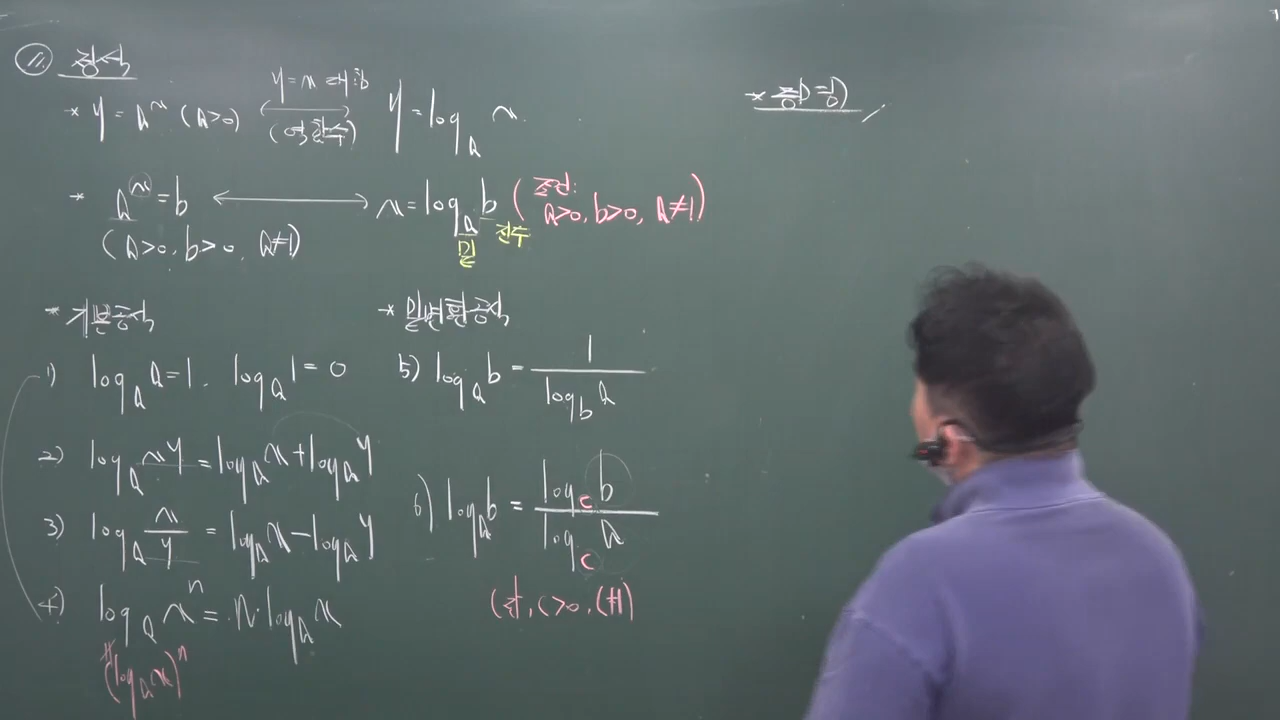 정의
* y = a^x (a>0) ⟷ y = x 대칭 (역함수) y = log_a x
* a^x = b ⟷ x = log_a b (조건: a>0, b>0, a≠1)
(a>0, b>0, a≠1)
밑 진수
* 기본공식
1) log_a a = 1, log_a 1 = 0
2) log_a xy = log_a x + log_a y
3) log_a x/y = log_a x - log_a y
4) log_a x^n = n·log_a x
≠ (log_a x)^n
* 밑변환공식
5) log_a b = 1/(log_b a)
6) log_a b = (log_c b)/(log_c a)
(단, c>0, c≠1)